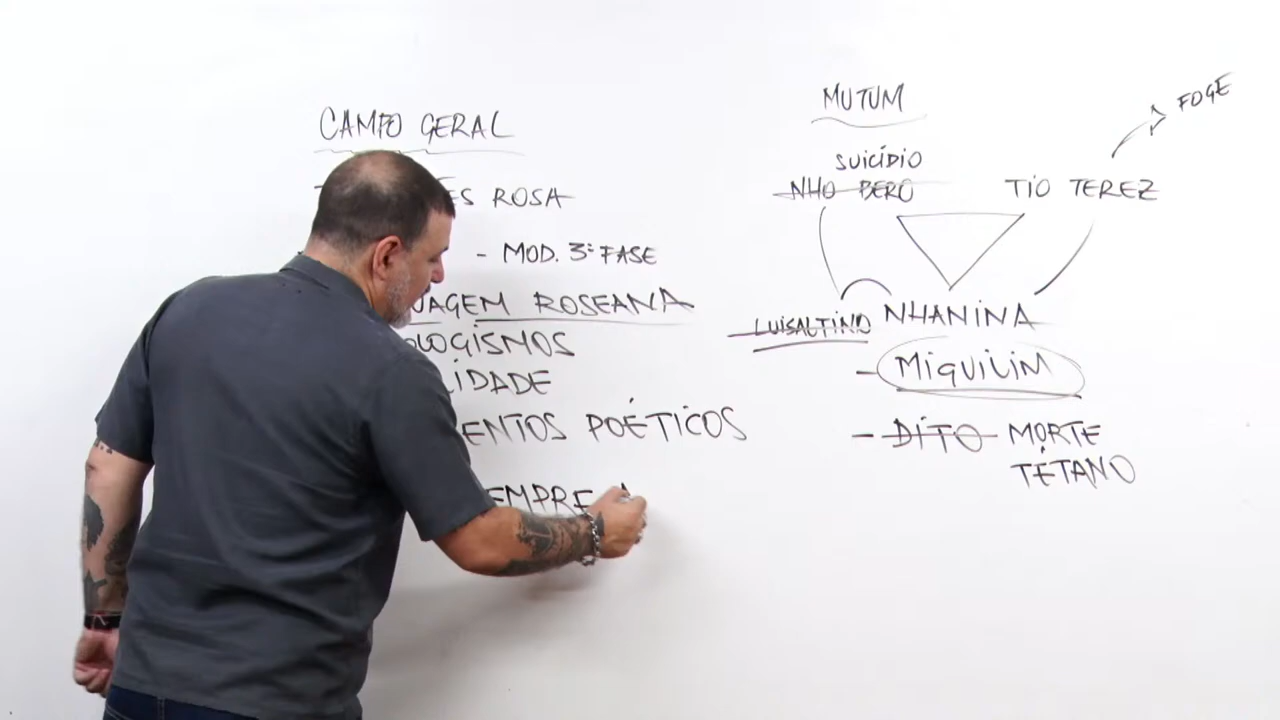 CAMPO GERAL
ES ROSA
- MOD. 3ª FASE
UAGEM ROSEANA
OLOGISMOS
LIDADE
ENTOS POÉTICOS
EMPRE
MUTUM
FOGE
SUICÍDIO
NHO BERO
TIO TEREZ
LUISALTINO
NHANINA
- MIGUILIM
- DITO - MORTE
TÉTANO